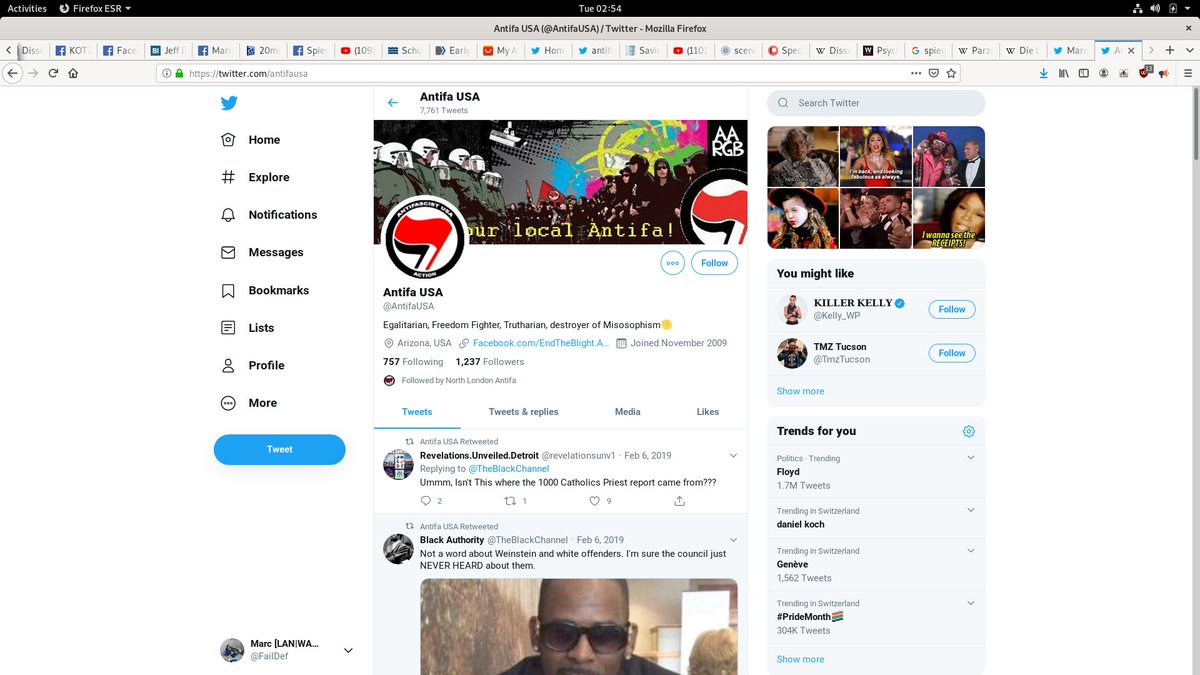 Activities
Firefox ESR
Tue 02:54
Antifa USA (@AntifaUSA) / Twitter - Mozilla Firefox
Disso
KOTZ
Face
Jeff B
Mari
20mi
Spie
(109
Schu
Early
My A
Hom
antif
Savin
(110
scen
Spec
Disso
Psyc
spieg
Parzi
Die L
Marc
An
https://twitter.com/antifausa
13
Home
Explore
Notifications
Messages
Bookmarks
Lists
Profile
More
Tweet
Marc [LAN|WA...
@FailDef
Antifa USA
7,761 Tweets
AA
RGB
our local Antifa!
ANTIFASCIST USA
ACTION
Follow
Antifa USA
@AntifaUSA
Egalitarian, Freedom Fighter, Trutharian, destroyer of Misosophism
Arizona, USA
Facebook.com/EndTheBlight.A...
Joined November 2009
757 Following 1,237 Followers
Followed by North London Antifa
Tweets
Tweets & replies
Media
Likes
Antifa USA Retweeted
Revelations.Unveiled.Detroit @revelationsunv1 · Feb 6, 2019
Replying to @TheBlackChannel
Ummm, Isn't This where the 1000 Catholics Priest report came from???
2
1
9
Antifa USA Retweeted
Black Authority @TheBlackChannel · Feb 6, 2019
Not a word about Weinstein and white offenders. I'm sure the council just
NEVER HEARD about them.
Search Twitter
I'm back, and looking
fabulous as always.
I wanna see the
RECEIPTS!
You might like
KILLER KELLY
@Kelly_WP
Follow
TMZ Tucson
@TmzTucson
Follow
Show more
Trends for you
Politics · Trending
Floyd
1.7M Tweets
Trending in Switzerland
daniel koch
Trending in Switzerland
Genève
1,562 Tweets
Trending in Switzerland
#PrideMonth
304K Tweets
Show more